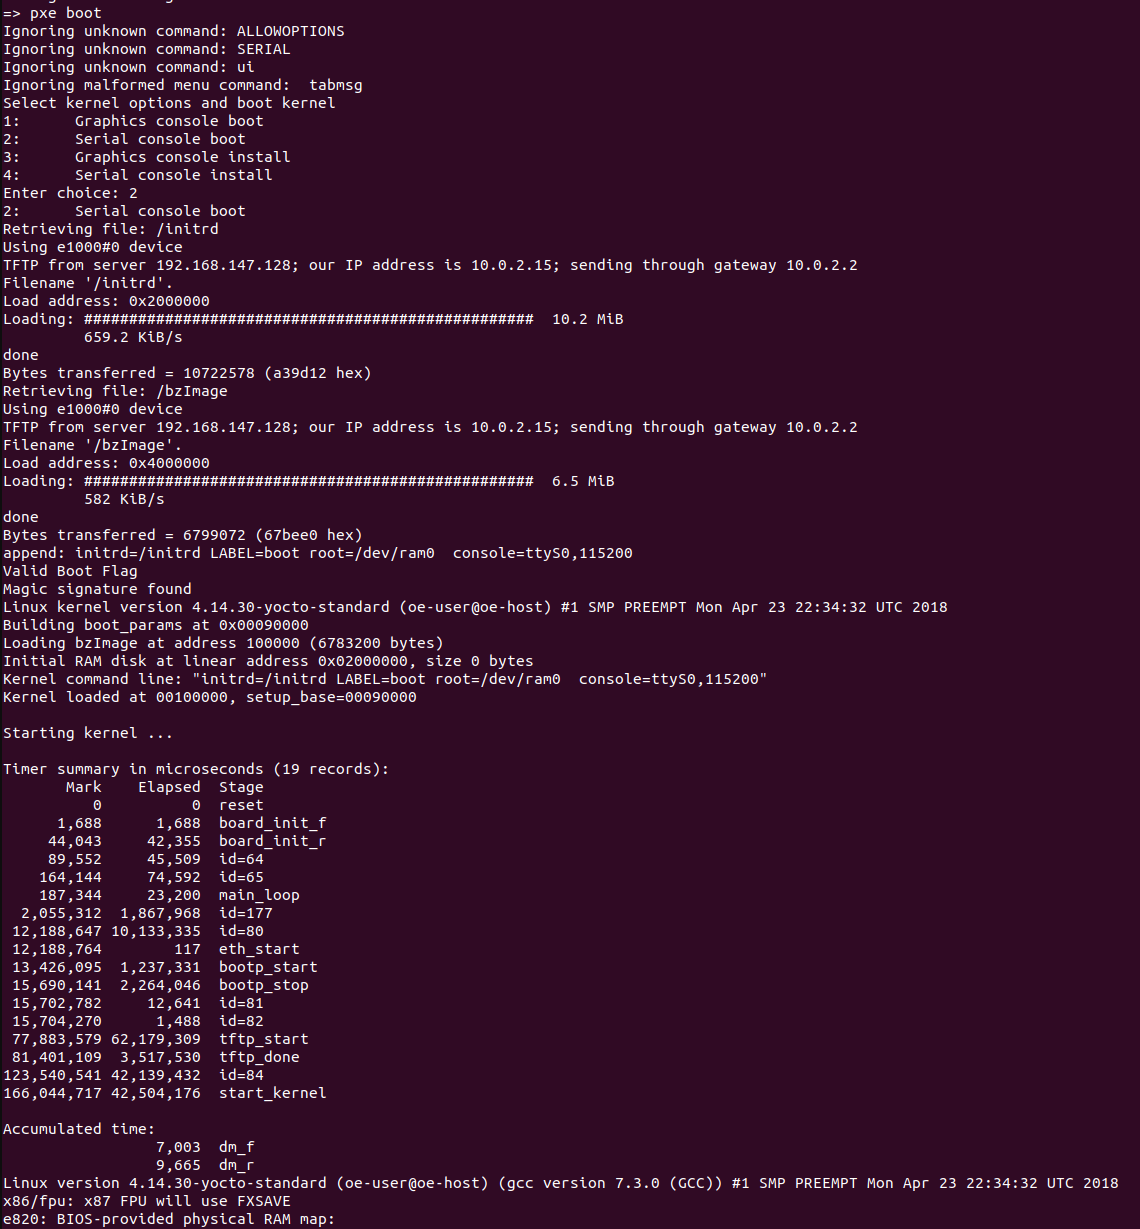 => pxe boot
Ignoring unknown command: ALLOWOPTIONS
Ignoring unknown command: SERIAL
Ignoring unknown command: ui
Ignoring malformed menu command:  tabmsg
Select kernel options and boot kernel
1:      Graphics console boot
2:      Serial console boot
3:      Graphics console install
4:      Serial console install
Enter choice: 2
2:      Serial console boot
Retrieving file: /initrd
Using e1000#0 device
TFTP from server 192.168.147.128; our IP address is 10.0.2.15; sending through gateway 10.0.2.2
Filename '/initrd'.
Load address: 0x2000000
Loading: ##################################################  10.2 MiB
         659.2 KiB/s
done
Bytes transferred = 10722578 (a39d12 hex)
Retrieving file: /bzImage
Using e1000#0 device
TFTP from server 192.168.147.128; our IP address is 10.0.2.15; sending through gateway 10.0.2.2
Filename '/bzImage'.
Load address: 0x4000000
Loading: ##################################################  6.5 MiB
         582 KiB/s
done
Bytes transferred = 6799072 (67bee0 hex)
append: initrd=/initrd LABEL=boot root=/dev/ram0  console=ttyS0,115200
Valid Boot Flag
Magic signature found
Linux kernel version 4.14.30-yocto-standard (oe-user@oe-host) #1 SMP PREEMPT Mon Apr 23 22:34:32 UTC 2018
Building boot_params at 0x00090000
Loading bzImage at address 100000 (6783200 bytes)
Initial RAM disk at linear address 0x02000000, size 0 bytes
Kernel command line: "initrd=/initrd LABEL=boot root=/dev/ram0  console=ttyS0,115200"
Kernel loaded at 00100000, setup_base=00090000

Starting kernel ...

Timer summary in microseconds (19 records):
       Mark    Elapsed  Stage
          0          0  reset
      1,688      1,688  board_init_f
     44,043     42,355  board_init_r
     89,552     45,509  id=64
    164,144     74,592  id=65
    187,344     23,200  main_loop
  2,055,312  1,867,968  id=177
 12,188,647 10,133,335  id=80
 12,188,764        117  eth_start
 13,426,095  1,237,331  bootp_start
 15,690,141  2,264,046  bootp_stop
 15,702,782     12,641  id=81
 15,704,270      1,488  id=82
 77,883,579 62,179,309  tftp_start
 81,401,109  3,517,530  tftp_done
123,540,541 42,139,432  id=84
166,044,717 42,504,176  start_kernel

Accumulated time:
                 7,003  dm_f
                 9,665  dm_r
Linux version 4.14.30-yocto-standard (oe-user@oe-host) (gcc version 7.3.0 (GCC)) #1 SMP PREEMPT Mon Apr 23 22:34:32 UTC 2018
x86/fpu: x87 FPU will use FXSAVE
e820: BIOS-provided physical RAM map: